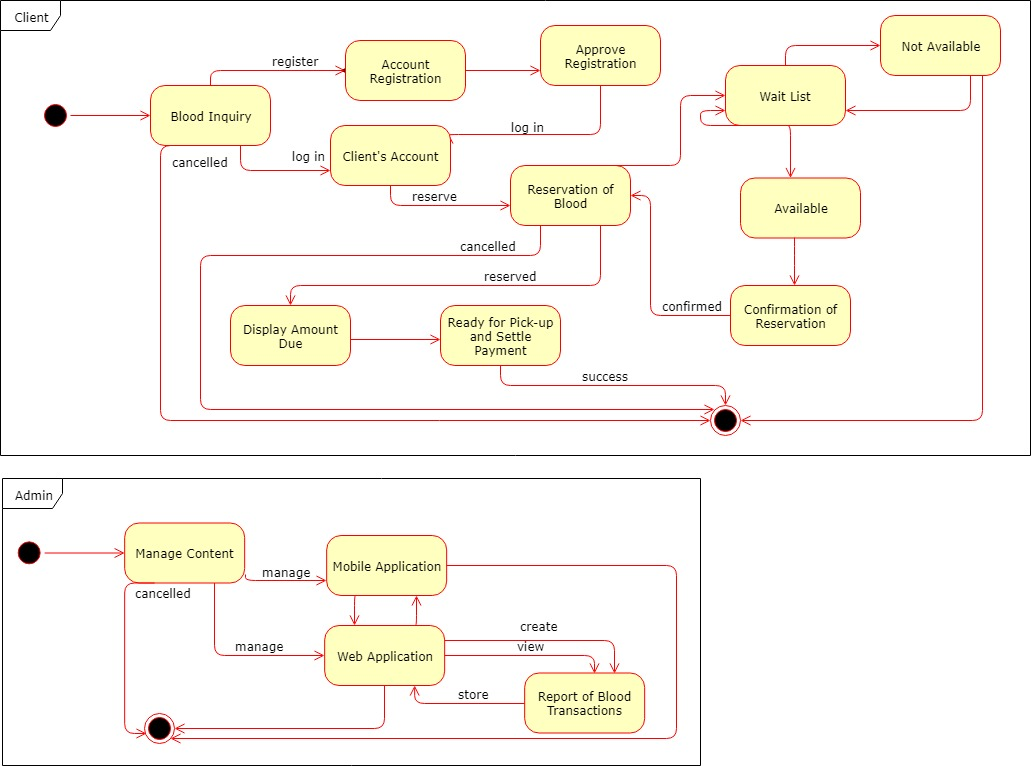 Client
register
Account
Registration
Approve
Registration
Not Available
Wait List
Blood Inquiry
log in
cancelled
log in
Client's Account
reserve
Reservation of
Blood
Available
cancelled
reserved
confirmed
Confirmation of
Reservation
Display Amount
Due
Ready for Pick-up
and Settle
Payment
success
Admin
Manage Content
manage
Mobile Application
cancelled
manage
Web Application
create
view
store
Report of Blood
Transactions